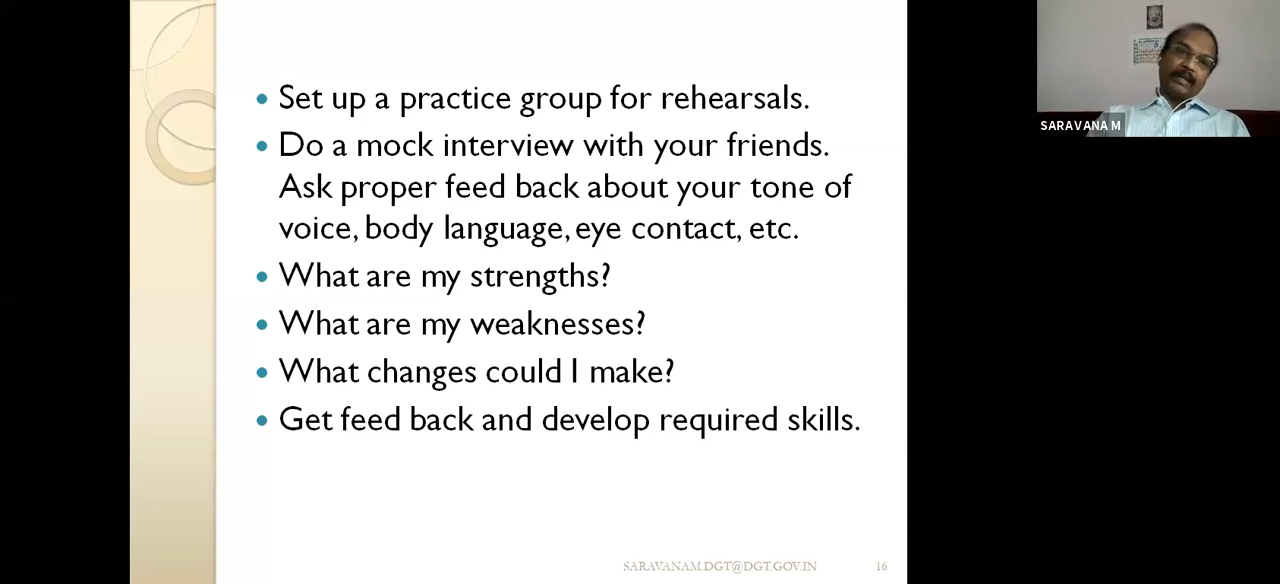 Set up a practice group for rehearsals.
Do a mock interview with your friends.
Ask proper feed back about your tone of
voice, body language, eye contact, etc.
What are my strengths?
What are my weaknesses?
What changes could I make?
Get feed back and develop required skills.
SARAVANAM.DGT@DGT.GOV.IN 16
SARAVANA M